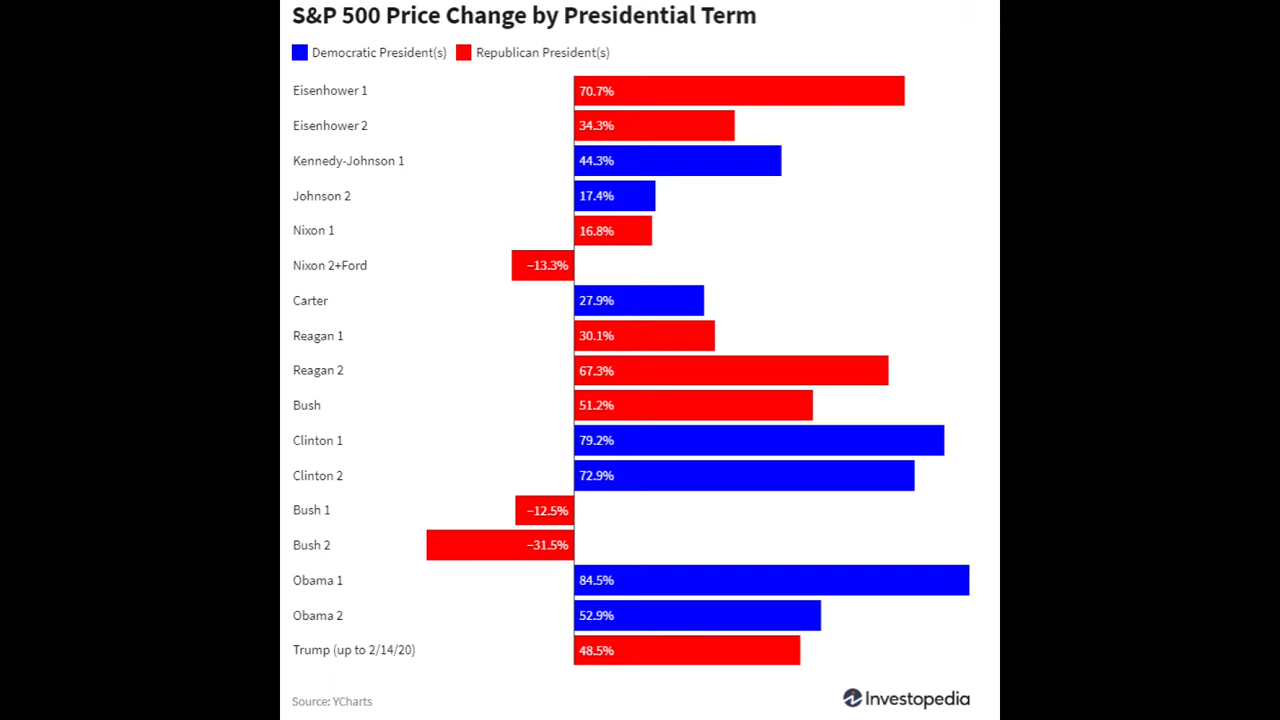 S&P 500 Price Change by Presidential Term
Democratic President(s) Republican President(s)
Eisenhower 1 70.7%
Eisenhower 2 34.3%
Kennedy-Johnson 1 44.3%
Johnson 2 17.4%
Nixon 1 16.8%
Nixon 2+Ford −13.3%
Carter 27.9%
Reagan 1 30.1%
Reagan 2 67.3%
Bush 51.2%
Clinton 1 79.2%
Clinton 2 72.9%
Bush 1 −12.5%
Bush 2 −31.5%
Obama 1 84.5%
Obama 2 52.9%
Trump (up to 2/14/20) 48.5%
Source: YCharts Investopedia